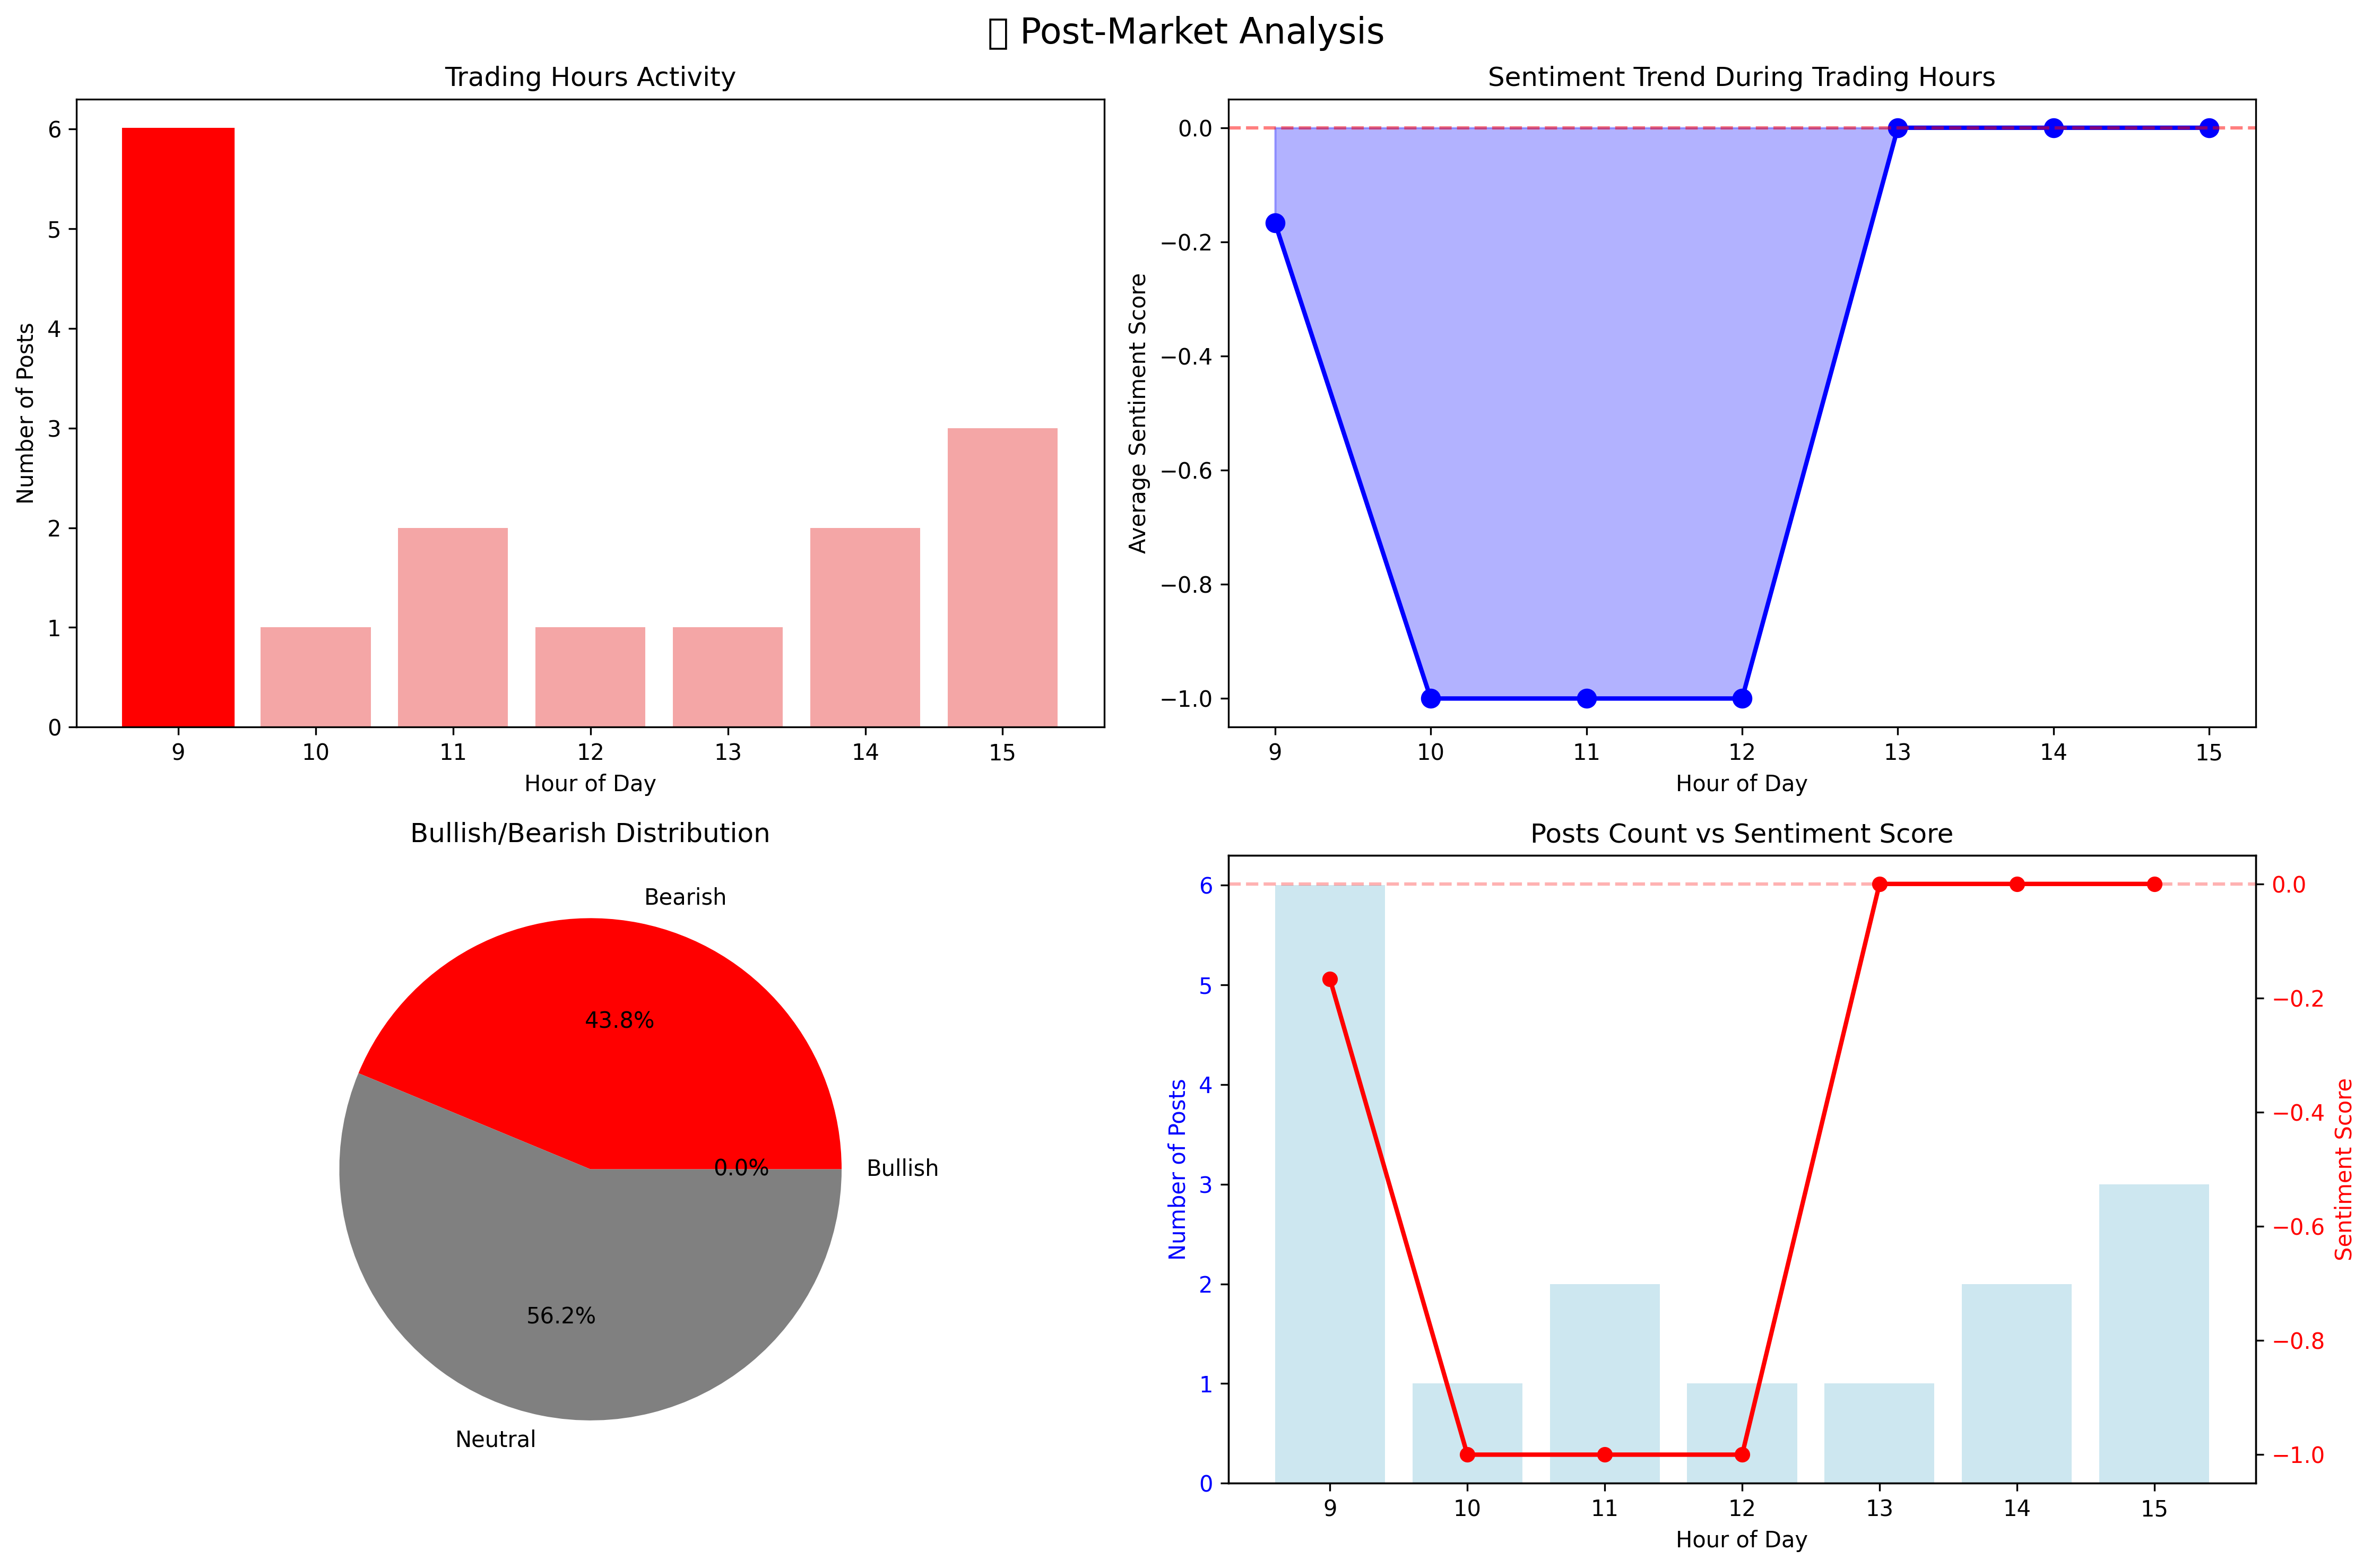 Post-Market Analysis
Trading Hours Activity
Number of Posts
6
5
4
3
2
1
0
9 10 11 12 13 14 15
Hour of Day
Sentiment Trend During Trading Hours
Average Sentiment Score
0.0
−0.2
−0.4
−0.6
−0.8
−1.0
9 10 11 12 13 14 15
Hour of Day
Bullish/Bearish Distribution
Bearish
43.8%
0.0%
Bullish
56.2%
Neutral
Posts Count vs Sentiment Score
Number of Posts
6
5
4
3
2
1
0
0.0
−0.2
−0.4
−0.6
−0.8
−1.0
Sentiment Score
9 10 11 12 13 14 15
Hour of Day